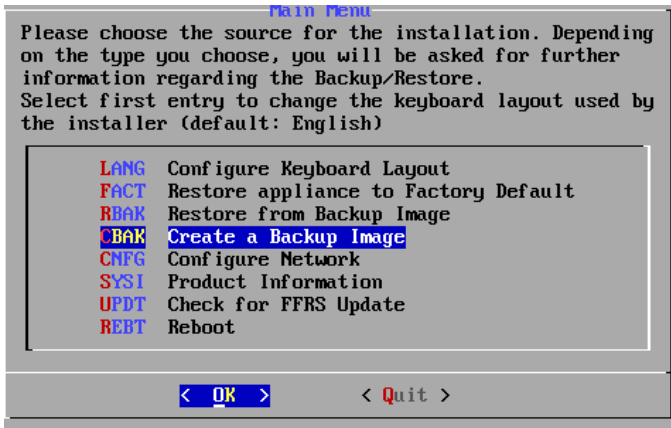 Main Menu
Please choose the source for the installation. Depending
on the type you choose, you will be asked for further
information regarding the Backup/Restore.
Select first entry to change the keyboard layout used by
the installer (default: English)
LANG Configure Keyboard Layout
FACT Restore appliance to Factory Default
RBAK Restore from Backup Image
CBAK Create a Backup Image
CNFG Configure Network
SYSI Product Information
UPDT Check for FFRS Update
REBT Reboot
< OK > < Quit >